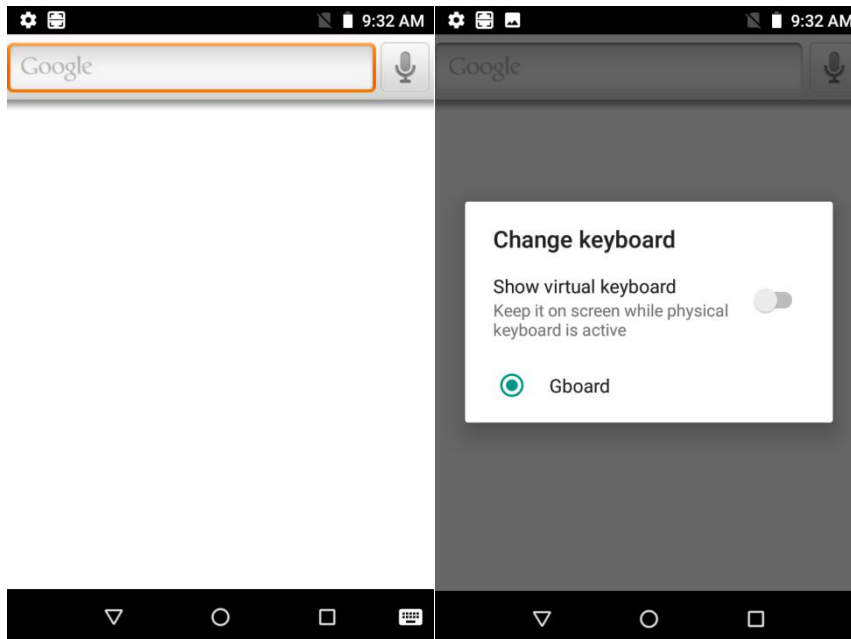 9:32 AM
Google
9:32 AM
Google
Change keyboard
Show virtual keyboard
Keep it on screen while physical
keyboard is active
Gboard